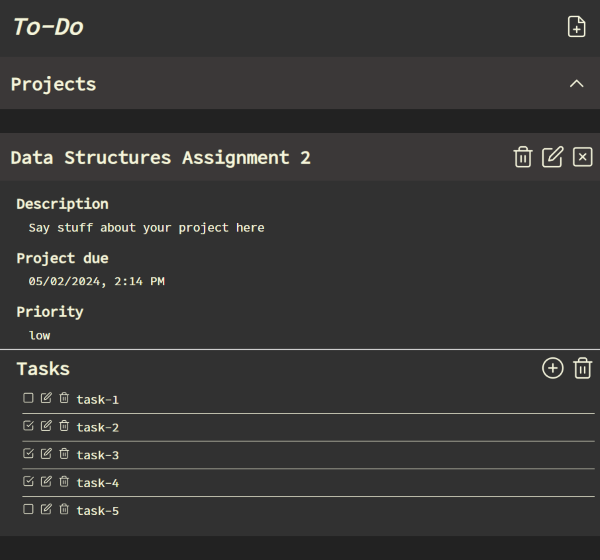 To-Do
Projects
Data Structures Assignment 2
Description
Say stuff about your project here
Project due
05/02/2024, 2:14 PM
Priority
low
Tasks
task-1
task-2
task-3
task-4
task-5